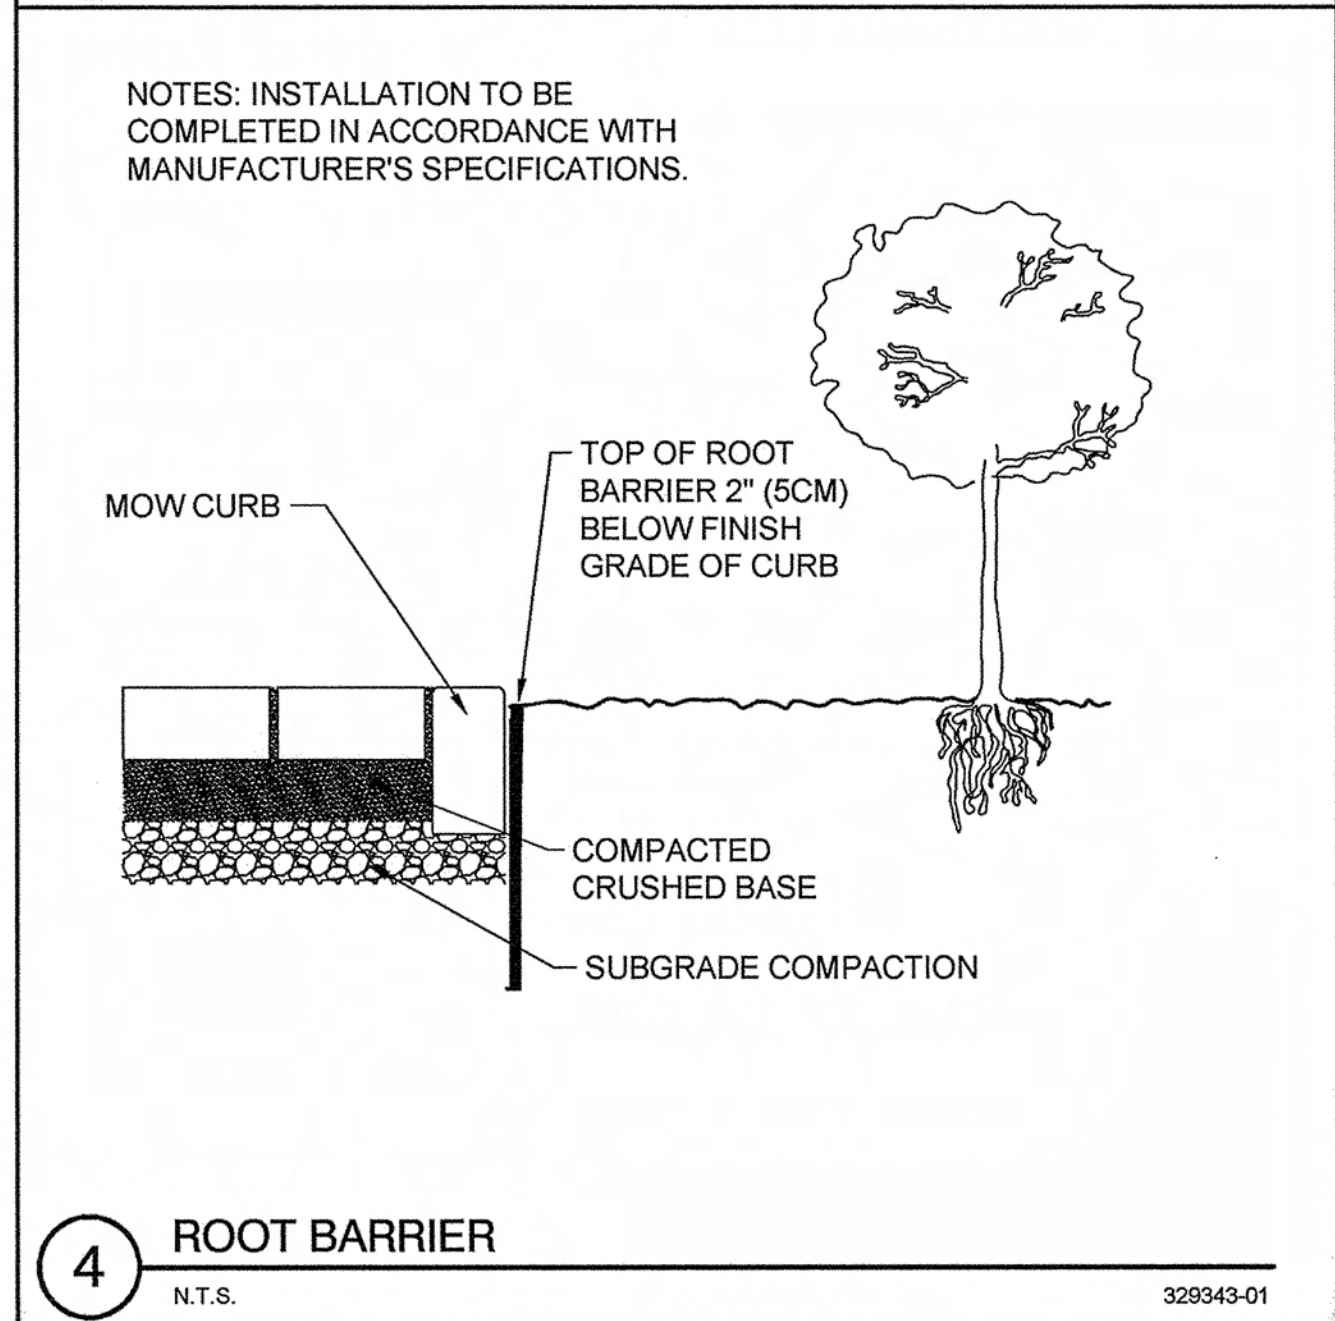 NOTES: INSTALLATION TO BE
COMPLETED IN ACCORDANCE WITH
MANUFACTURER'S SPECIFICATIONS.
TOP OF ROOT
BARRIER 2" (5CM)
BELOW FINISH
GRADE OF CURB
MOW CURB
COMPACTED
CRUSHED BASE
SUBGRADE COMPACTION
4
ROOT BARRIER
N.T.S.
329343-01